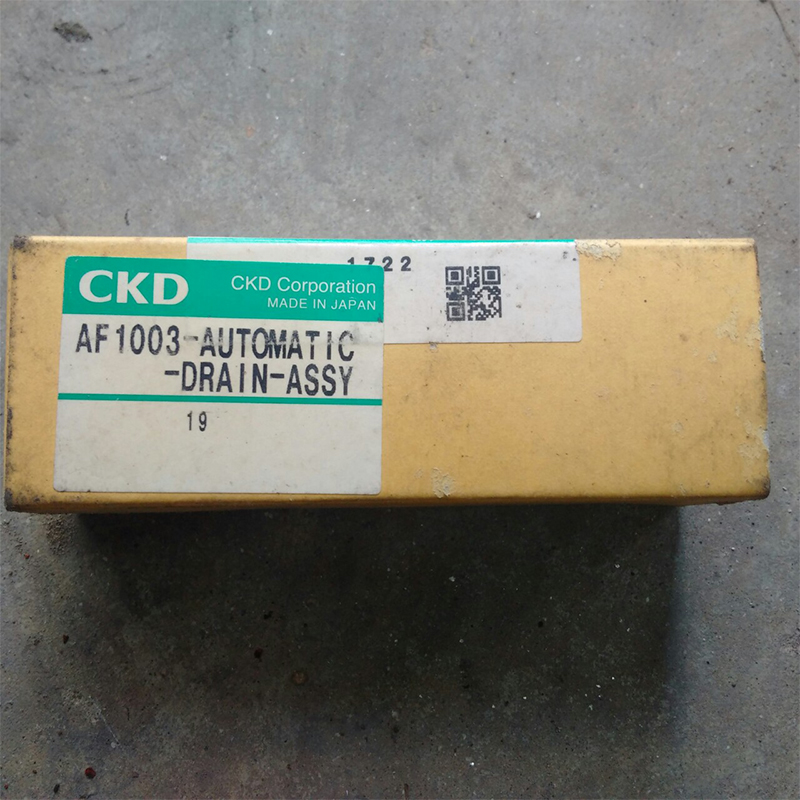 1722
CKD
CKD Corporation
MADE IN JAPAN
AF1003-AUTOMATIC
-DRAIN-ASSY
19